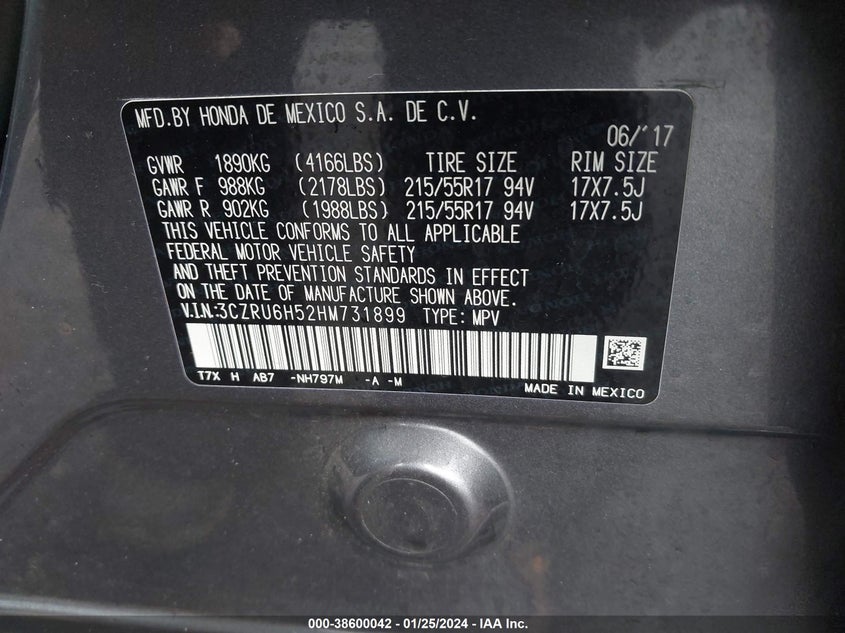 MFD.BY HONDA DE MEXICO S.A. DE C.V.
06/'17
GVWR 1890KG (4166LBS) TIRE SIZE RIM SIZE
GAWR F 988KG (2178LBS) 215/55R17 94V 17X7.5J
GAWR R 902KG (1988LBS) 215/55R17 94V 17X7.5J
THIS VEHICLE CONFORMS TO ALL APPLICABLE
FEDERAL MOTOR VEHICLE SAFETY
AND THEFT PREVENTION STANDARDS IN EFFECT
ON THE DATE OF MANUFACTURE SHOWN ABOVE.
V.I.N:3CZRU6H52HM731899 TYPE: MPV
T7X H AB7 -NH797M -A -M
MADE IN MEXICO
000-38600042 - 01/25/2024 - IAA Inc.